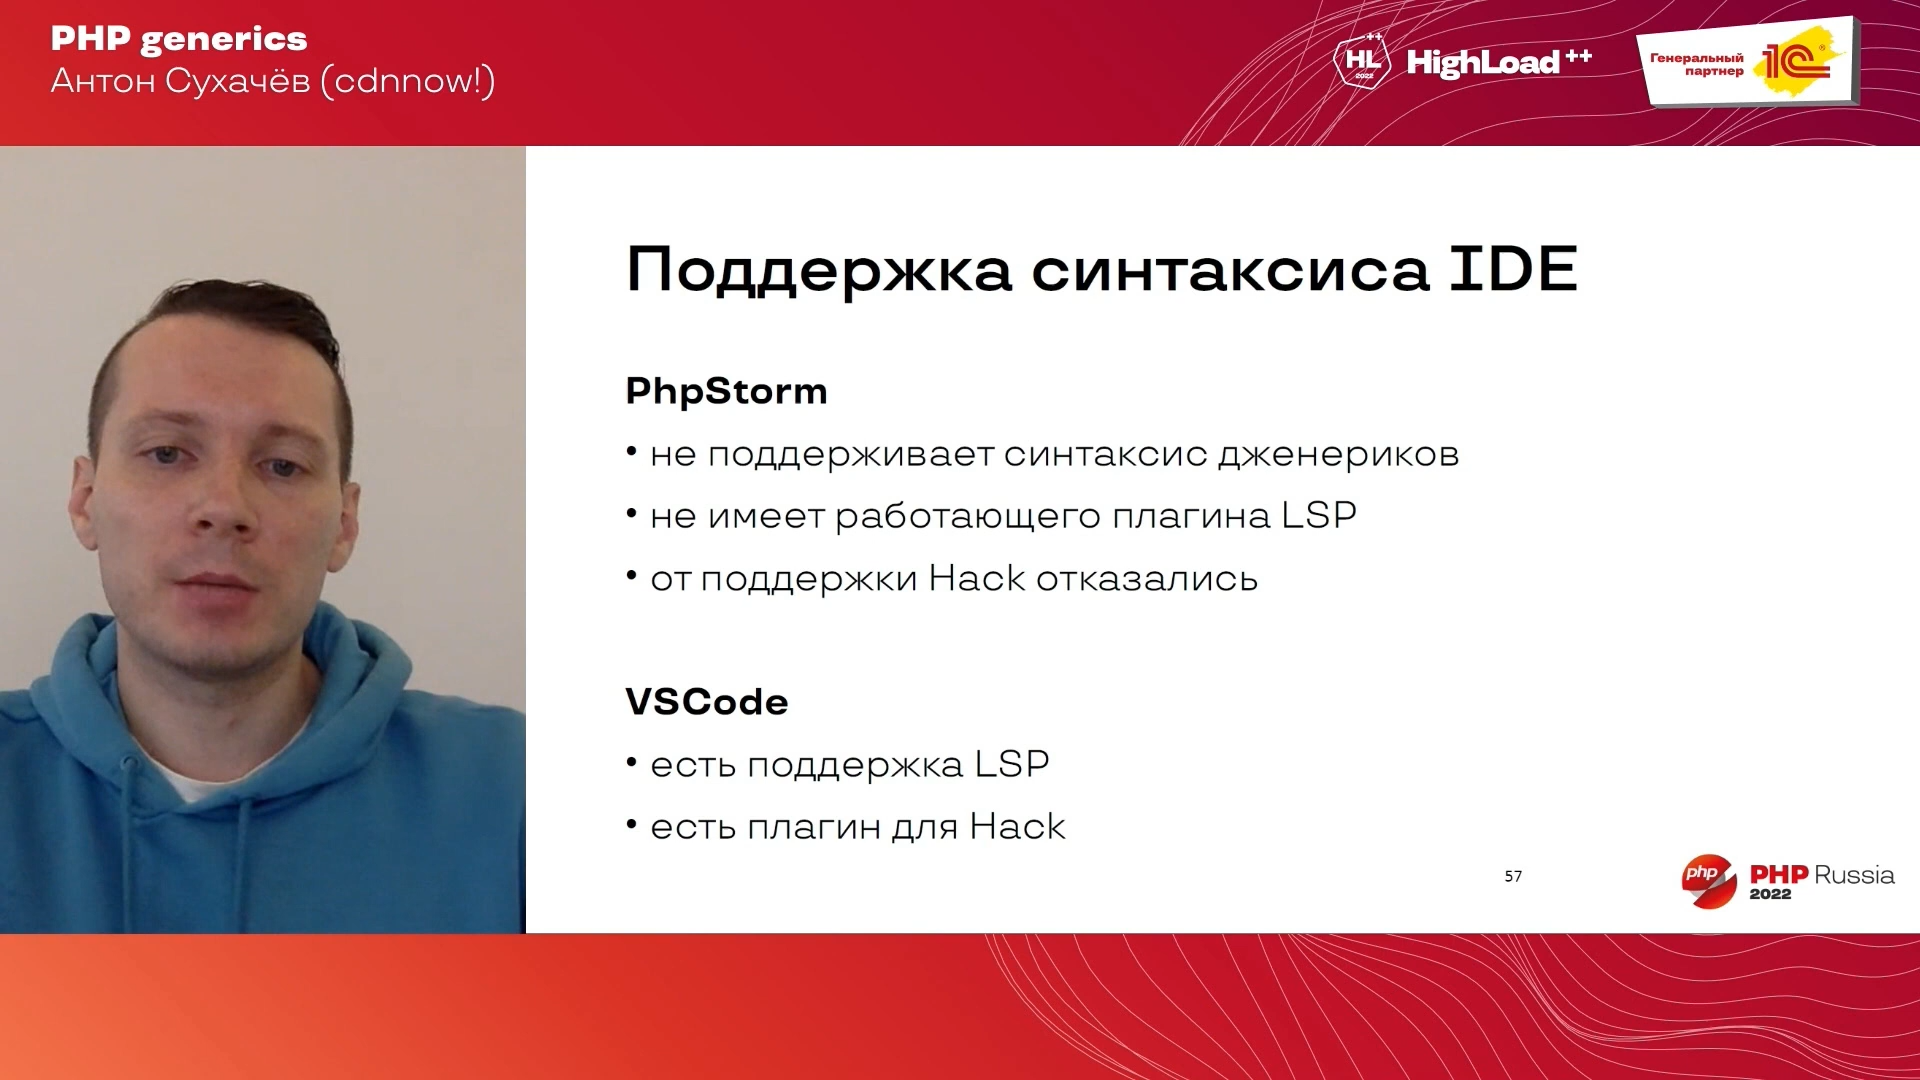 PHP generics
Антон Сухачёв (cdnnow!)
HL++
2022
HighLoad++
Генеральный
партнер
1С®
Поддержка синтаксиса IDE
PhpStorm
• не поддерживает синтаксис дженериков
• не имеет работающего плагина LSP
• от поддержки Hack отказались
VSCode
• есть поддержка LSP
• есть плагин для Hack
57
php
PHP Russia
2022